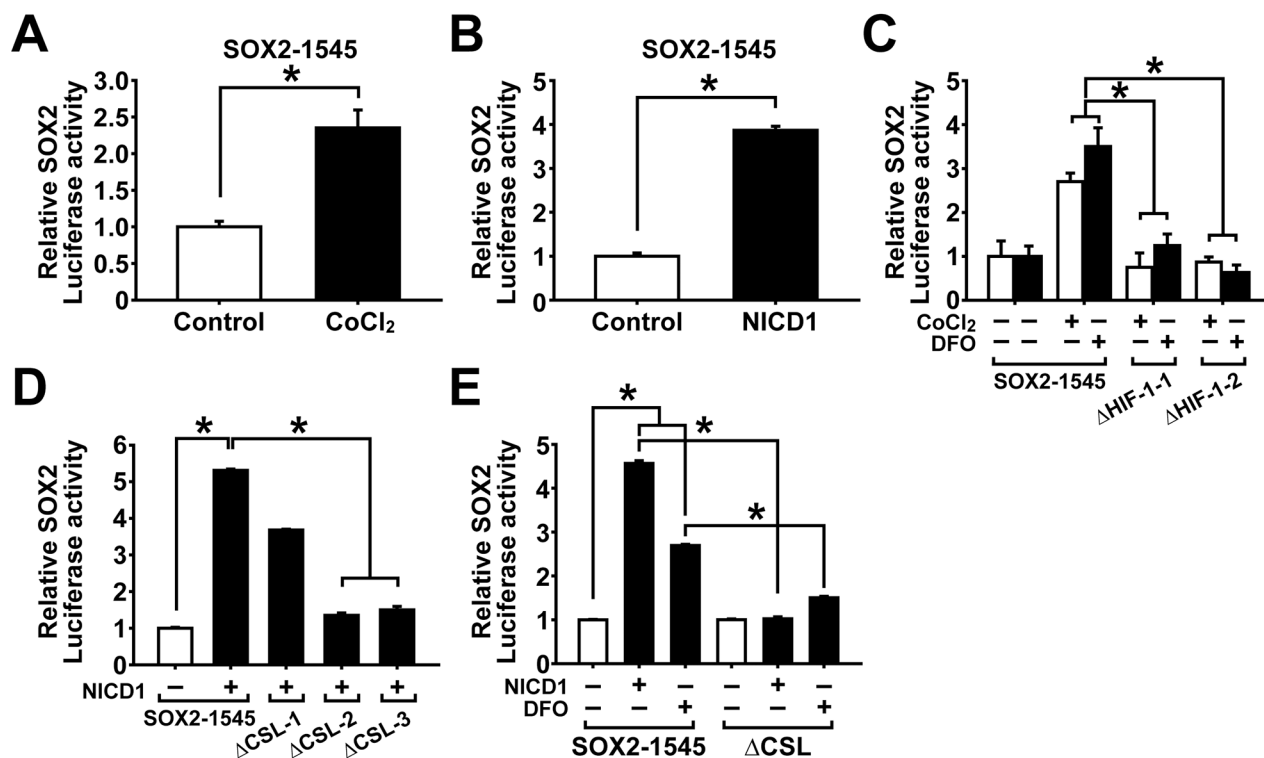 A
SOX2-1545
Relative SOX2
Luciferase activity
3.0
2.5
2.0
1.5
1.0
0.5
0
*
Control
CoCl₂
B
SOX2-1545
Relative SOX2
Luciferase activity
5
4
3
2
1
0
*
Control
NICD1
C
Relative SOX2
Luciferase activity
5
4
3
2
1
0
*
*
CoCl₂ − − + + +
DFO − − + + +
SOX2-1545
ΔHIF-1-1
ΔHIF-1-2
D
Relative SOX2
Luciferase activity
6
5
4
3
2
1
0
*
*
NICD1 − + + + +
SOX2-1545
ΔCSL-1
ΔCSL-2
ΔCSL-3
E
Relative SOX2
Luciferase activity
5
4
3
2
1
0
*
*
*
NICD1 − + − − + −
DFO − − + − − +
SOX2-1545
ΔCSL